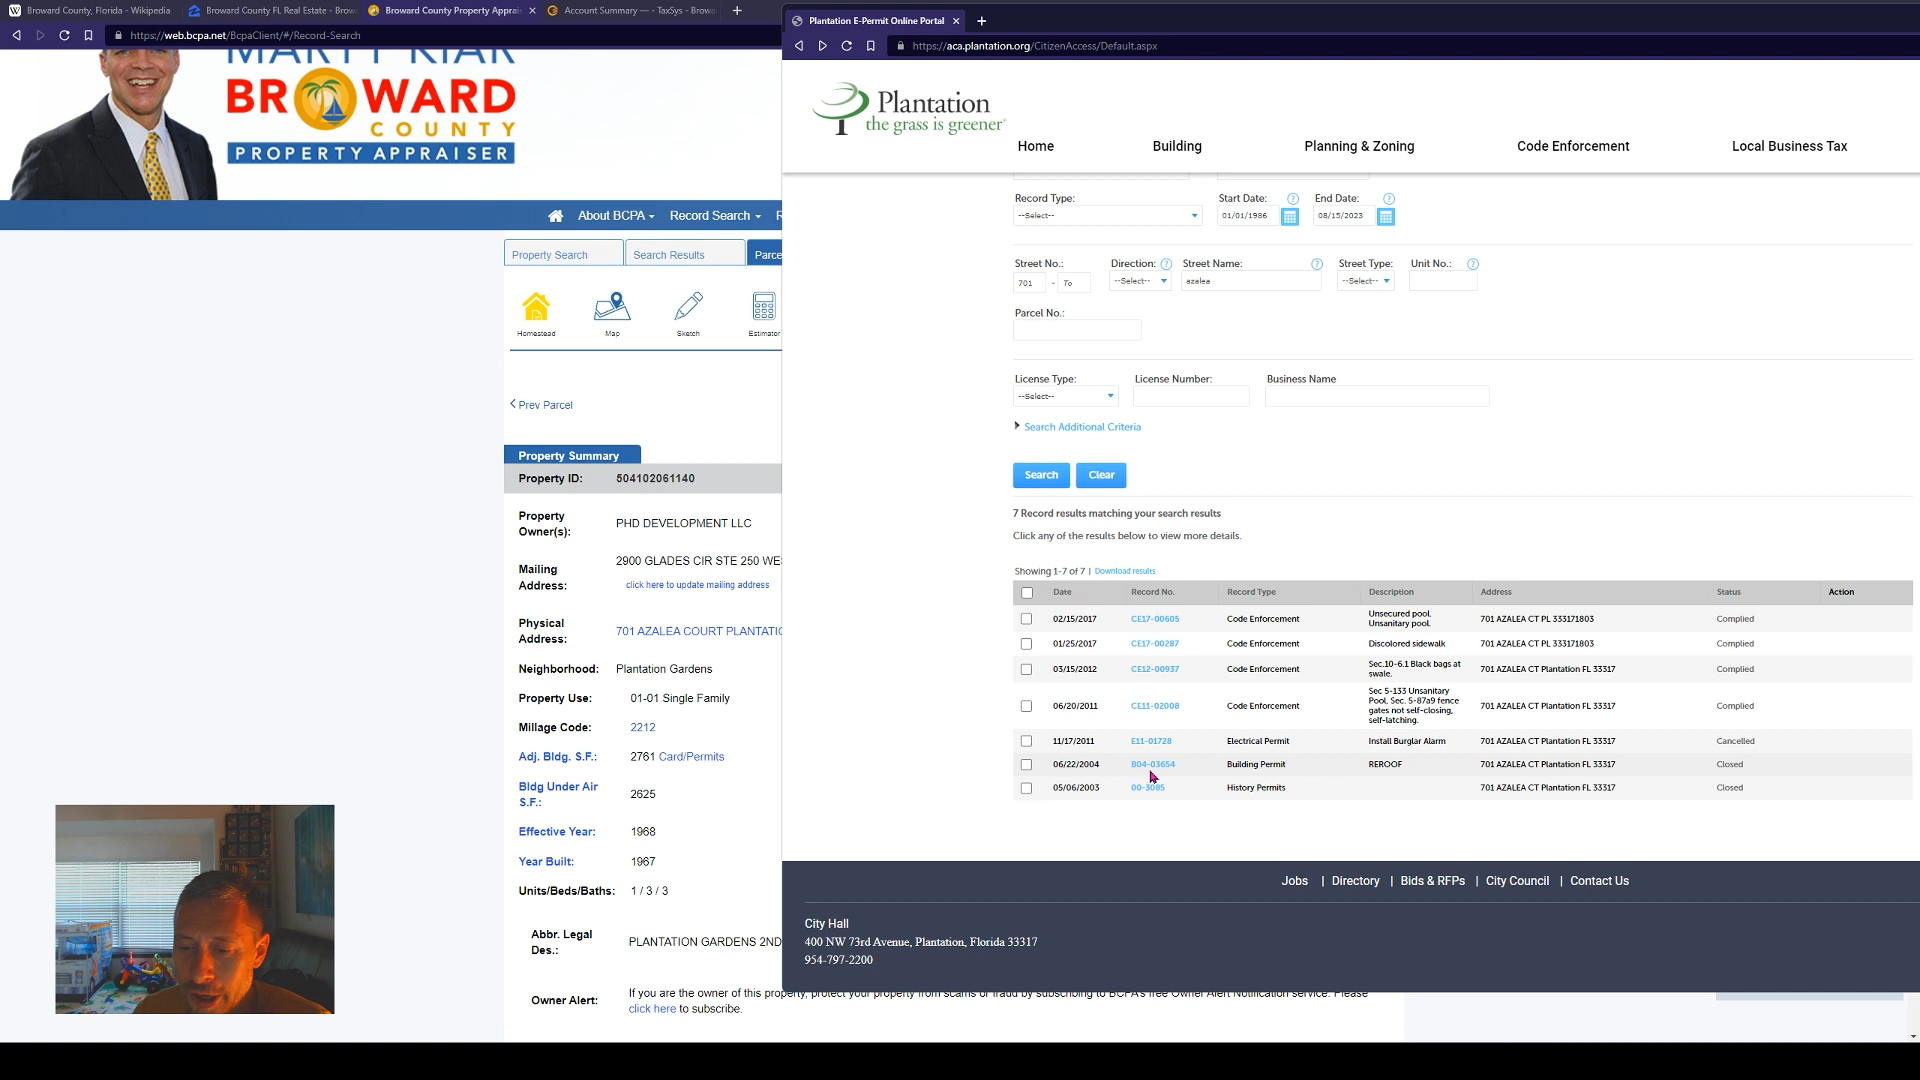 Broward County, Florida - Wikipedia
Broward County FL Real Estate - Brow
Broward County Property Apprais
Account Summary — - TaxSys - Browa
https://web.bcpa.net/BcpaClient/#/Record-Search
MARTY KIAR
BROWARD
COUNTY
PROPERTY APPRAISER
About BCPA
Record Search
Property Search
Search Results
Parce
Homestead
Map
Sketch
Estimator
Prev Parcel
Property Summary
Property ID: 504102061140
Property Owner(s): PHD DEVELOPMENT LLC
Mailing Address: 2900 GLADES CIR STE 250 WE
click here to update mailing address
Physical Address: 701 AZALEA COURT PLANTATIO
Neighborhood: Plantation Gardens
Property Use: 01-01 Single Family
Millage Code: 2212
Adj. Bldg. S.F.: 2761 Card/Permits
Bldg Under Air S.F.: 2625
Effective Year: 1968
Year Built: 1967
Units/Beds/Baths: 1 / 3 / 3
Abbr. Legal Des.: PLANTATION GARDENS 2ND
Owner Alert: If you are the owner of this property, protect your property from scams or fraud by subscribing to BCPA's free Owner Alert Notification service. Please
click here to subscribe.
Plantation E-Permit Online Portal
https://aca.plantation.org/CitizenAccess/Default.aspx
Plantation
the grass is greener
Home
Building
Planning & Zoning
Code Enforcement
Local Business Tax
Record Type: Start Date: End Date:
--Select-- 01/01/1986 08/15/2023
Street No.: Direction: Street Name: Street Type: Unit No.:
701 - To --Select-- azalea --Select--
Parcel No.:
License Type: License Number: Business Name
--Select--
Search Additional Criteria
Search
Clear
7 Record results matching your search results
Click any of the results below to view more details.
Showing 1-7 of 7 | Download results
Date Record No. Record Type Description Address Status Action
02/15/2017 CE17-00605 Code Enforcement Unsecured pool. Unsanitary pool. 701 AZALEA CT PL 333171803 Complied
01/25/2017 CE17-00287 Code Enforcement Discolored sidewalk 701 AZALEA CT PL 333171803 Complied
03/15/2012 CE12-00937 Code Enforcement Sec.10-6.1 Black bags at swale. 701 AZALEA CT Plantation FL 33317 Complied
06/20/2011 CE11-02008 Code Enforcement Sec 5-133 Unsanitary Pool, Sec. 5-87a9 fence gates not self-closing, self-latching. 701 AZALEA CT Plantation FL 33317 Complied
11/17/2011 E11-01728 Electrical Permit Install Burglar Alarm 701 AZALEA CT Plantation FL 33317 Cancelled
06/22/2004 B04-03654 Building Permit REROOF 701 AZALEA CT Plantation FL 33317 Closed
05/06/2003 00-3085 History Permits 701 AZALEA CT Plantation FL 33317 Closed
Jobs | Directory | Bids & RFPs | City Council | Contact Us
City Hall
400 NW 73rd Avenue, Plantation, Florida 33317
954-797-2200